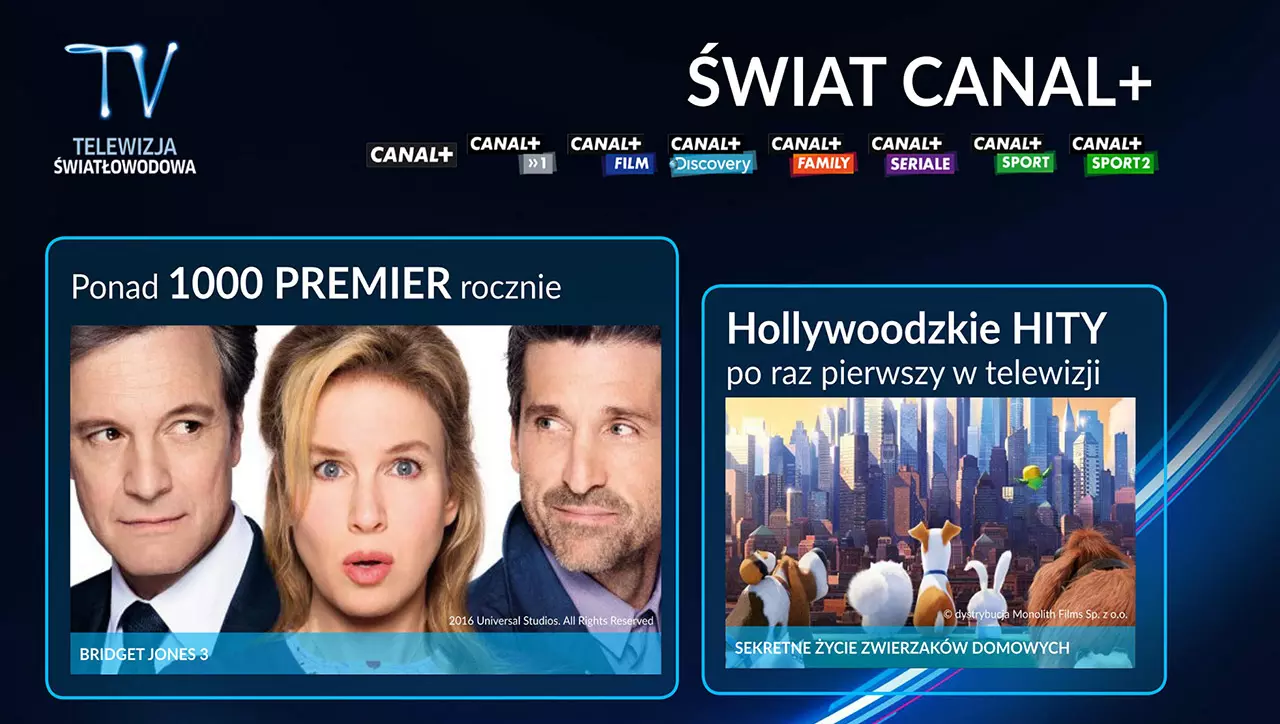 TV
TELEWIZJA
ŚWIATŁOWODOWA
ŚWIAT CANAL+
CANAL+
CANAL+ »1
CANAL+ FILM
CANAL+ Discovery
CANAL+ FAMILY
CANAL+ SERIALE
CANAL+ SPORT
CANAL+ SPORT2
Ponad 1000 PREMIER rocznie
2016 Universal Studios. All Rights Reserved
BRIDGET JONES 3
Hollywoodzkie HITY
po raz pierwszy w telewizji
© dystrybucja Monolith Films Sp. z o.o.
SEKRETNE ŻYCIE ZWIERZAKÓW DOMOWYCH